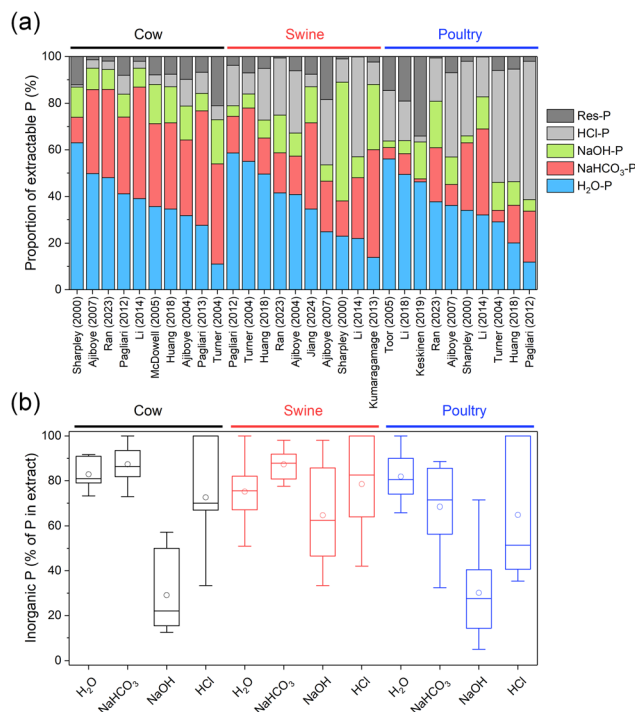 (a)
Cow
Swine
Poultry
Proportion of extractable P (%)
100
80
60
40
20
0
Res-P
HCl-P
NaOH-P
NaHCO₃-P
H₂O-P
Sharpley (2000)
Ajiboye (2007)
Ran (2023)
Pagliari (2012)
Li (2014)
McDowell (2005)
Huang (2018)
Ajiboye (2004)
Pagliari (2013)
Turner (2004)
Pagliari (2012)
Turner (2004)
Huang (2018)
Ran (2023)
Ajiboye (2004)
Jiang (2024)
Ajiboye (2007)
Sharpley (2000)
Li (2014)
Kumaragamage (2013)
Toor (2005)
Li (2018)
Keskinen (2019)
Ran (2023)
Ajiboye (2007)
Sharpley (2000)
Li (2014)
Turner (2004)
Huang (2018)
Pagliari (2012)
(b)
Cow
Swine
Poultry
Inorganic P (% of P in extract)
100
80
60
40
20
0
H₂O
NaHCO₃
NaOH
HCl
H₂O
NaHCO₃
NaOH
HCl
H₂O
NaHCO₃
NaOH
HCl